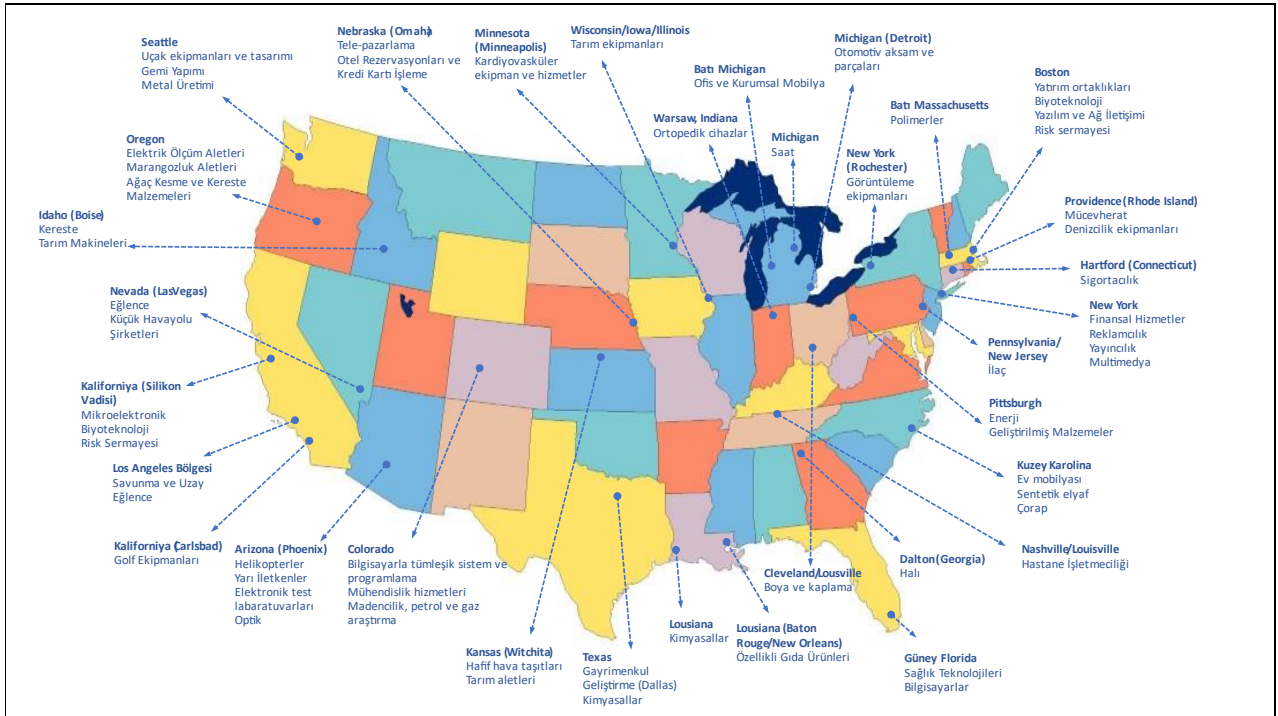 Seattle
Uçak ekipmanları ve tasarımı
Gemi Yapımı
Metal Üretimi
Nebraska (Omaha)
Tele-pazarlama
Otel Rezervasyonları ve
Kredi Kartı İşleme
Minnesota
(Minneapolis)
Kardiyovasküler
ekipman ve hizmetler
Wisconsin/Iowa/Illinois
Tarım ekipmanları
Batı Michigan
Ofis ve Kurumsal Mobilya
Michigan (Detroit)
Otomotiv aksam ve
parçaları
Boston
Yatırım ortaklıkları
Biyoteknoloji
Yazılım ve Ağ İletişimi
Risk sermayesi
Batı Massachusetts
Polimerler
Warsaw, Indiana
Ortopedik cihazlar
Michigan
Saat
New York
(Rochester)
Görüntüleme
ekipmanları
Oregon
Elektrik Ölçüm Aletleri
Marangozluk Aletleri
Ağaç Kesme ve Kereste
Malzemeleri
Idaho (Boise)
Kereste
Tarım Makineleri
Providence (Rhode Island)
Mücevherat
Denizcilik ekipmanları
Hartford (Connecticut)
Sigortacılık
Nevada (LasVegas)
Eğlence
Küçük Havayolu
Şirketleri
New York
Finansal Hizmetler
Reklamcılık
Yayıncılık
Multimedya
Pennsylvania/
New Jersey
İlaç
Kaliforniya (Silikon
Vadisi)
Mikroelektronik
Biyoteknoloji
Risk Sermayesi
Pittsburgh
Enerji
Geliştirilmiş Malzemeler
Los Angeles Bölgesi
Savunma ve Uzay
Eğlence
Kuzey Karolina
Ev mobilyası
Sentetik elyaf
Çorap
Kaliforniya (Carlsbad)
Golf Ekipmanları
Arizona (Phoenix)
Helikopterler
Yarı İletkenler
Elektronik test
labaratuvarları
Optik
Colorado
Bilgisayarla tümleşik sistem ve
programlama
Mühendislik hizmetleri
Madencilik, petrol ve gaz
araştırma
Cleveland/Lousville
Boya ve kaplama
Dalton (Georgia)
Halı
Nashville/Louisville
Hastane İşletmeciliği
Kansas (Witchita)
Hafif hava taşıtları
Tarım aletleri
Texas
Gayrimenkul
Geliştirme (Dallas)
Kimyasallar
Lousiana
Kimyasallar
Lousiana (Baton
Rouge/New Orleans)
Özellikli Gıda Ürünleri
Güney Florida
Sağlık Teknolojileri
Bilgisayarlar